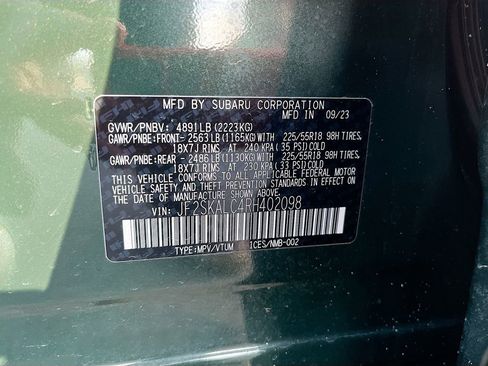 MFD BY SUBARU CORPORATION
MFD IN 09/23
GVWR/PNBV: 4891LB(2223KG)
GAWR/PNBE:FRONT- 2563LB(1165KG)WITH 225/55R18 98H TIRES,
18X7J RIMS AT 240 KPA(35 PSI)COLD
GAWR/PNBE:REAR - 2486LB(1130KG)WITH 225/55R18 98H TIRES,
18X7J RIMS AT 230 KPA(33 PSI)COLD
THIS VEHICLE CONFORMS TO ALL APPLICABLE FEDERAL MOTOR
VEHICLE SAFETY STANDARDS IN EFFECT ON
THE DATE OF MANUFACTURE SHOWN ABOVE
VIN: JF2SKALC4RH402098
TYPE:MPV/VTUM ICES/NMB-002